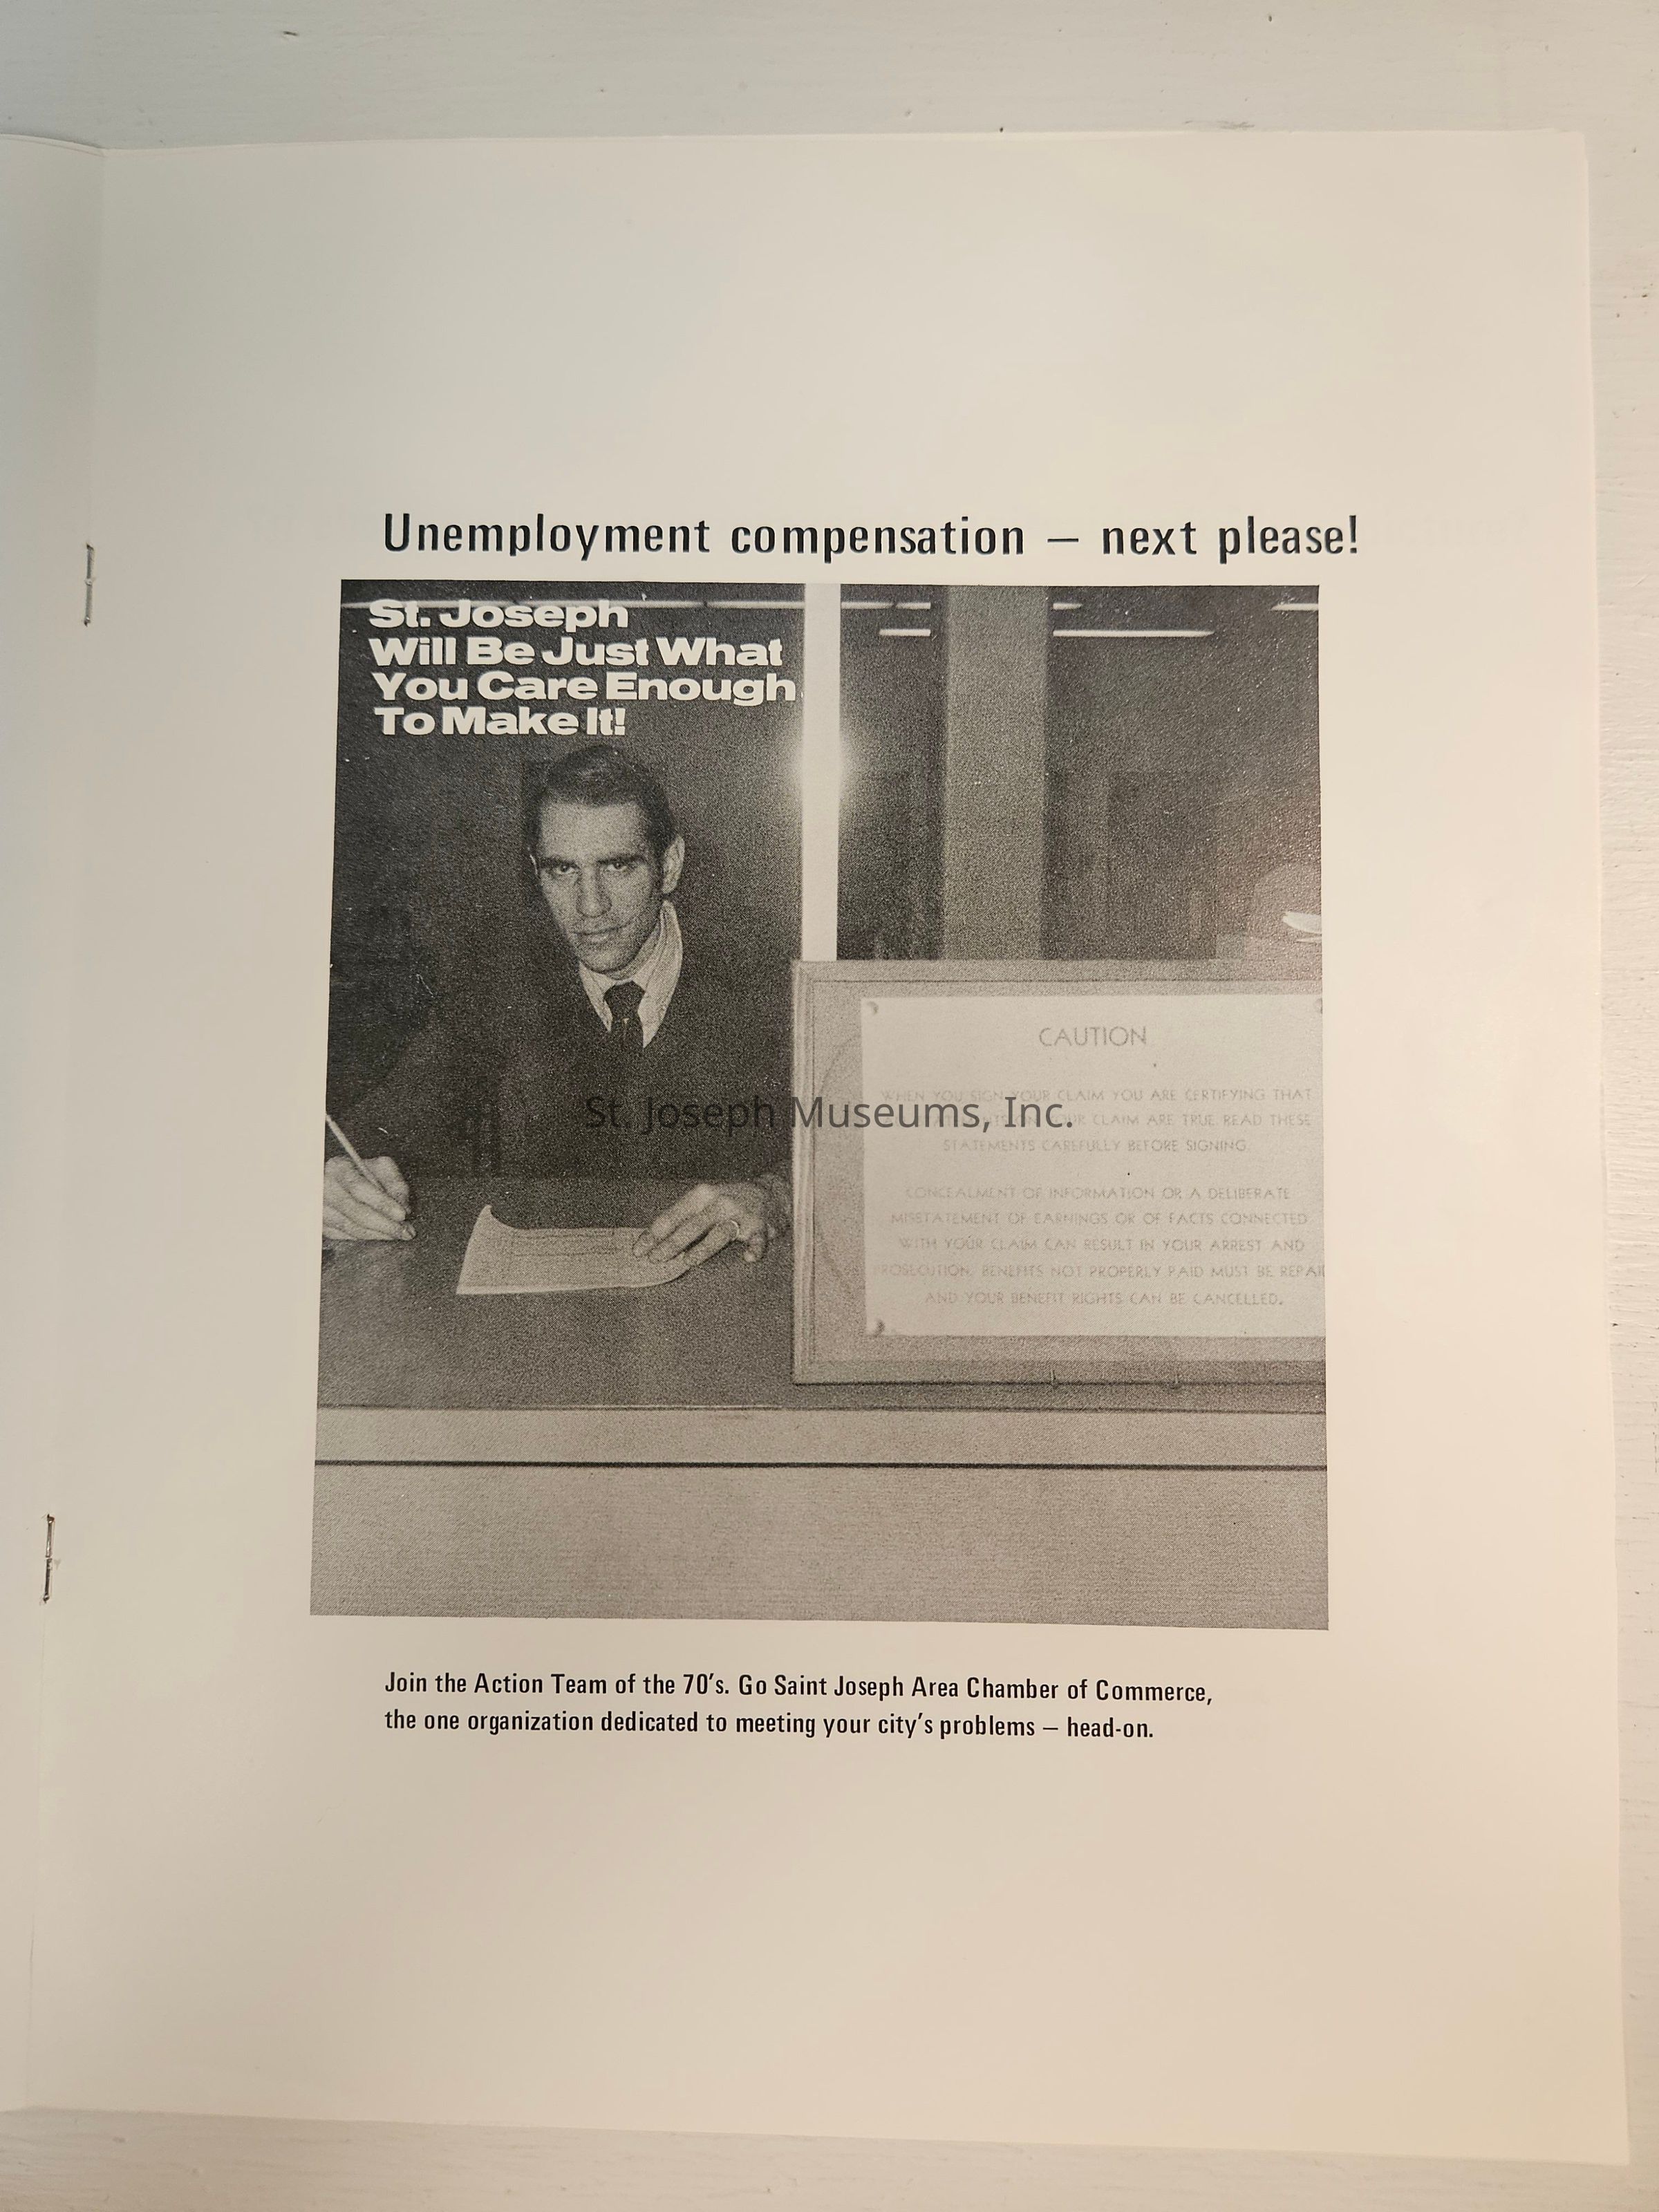 Unemployment compensation — next please!
St. Joseph
Will Be Just What
You Care Enough
To Make It!
CAUTION
WHEN YOU SIGN YOUR CLAIM YOU ARE CERTIFYING THAT
St. Joseph Museums, Inc.
CLAIM ARE TRUE. READ THESE
STATEMENTS CAREFULLY BEFORE SIGNING
CONCEALMENT OF INFORMATION OR A DELIBERATE
MISSTATEMENT OF EARNINGS OR OF FACTS CONNECTED
WITH YOUR CLAIM CAN RESULT IN YOUR ARREST AND
PROSECUTION. BENEFITS NOT PROPERLY PAID MUST BE REPAI
AND YOUR BENEFIT RIGHTS CAN BE CANCELLED.
Join the Action Team of the 70's. Go Saint Joseph Area Chamber of Commerce,
the one organization dedicated to meeting your city's problems — head-on.